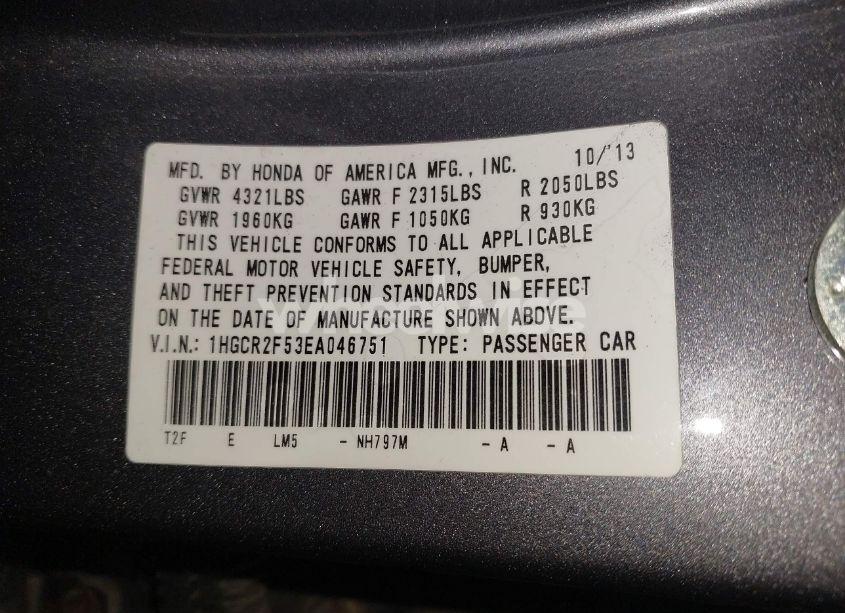 MFD. BY HONDA OF AMERICA MFG., INC. 10/'13
GVWR 4321LBS GAWR F 2315LBS R 2050LBS
GVWR 1960KG GAWR F 1050KG R 930KG
THIS VEHICLE CONFORMS TO ALL APPLICABLE
FEDERAL MOTOR VEHICLE SAFETY, BUMPER,
AND THEFT PREVENTION STANDARDS IN EFFECT
ON THE DATE OF MANUFACTURE SHOWN ABOVE.
V.I.N.: 1HGCR2F53EA046751 TYPE: PASSENGER CAR
T2F E LM5 - NH797M - A - A